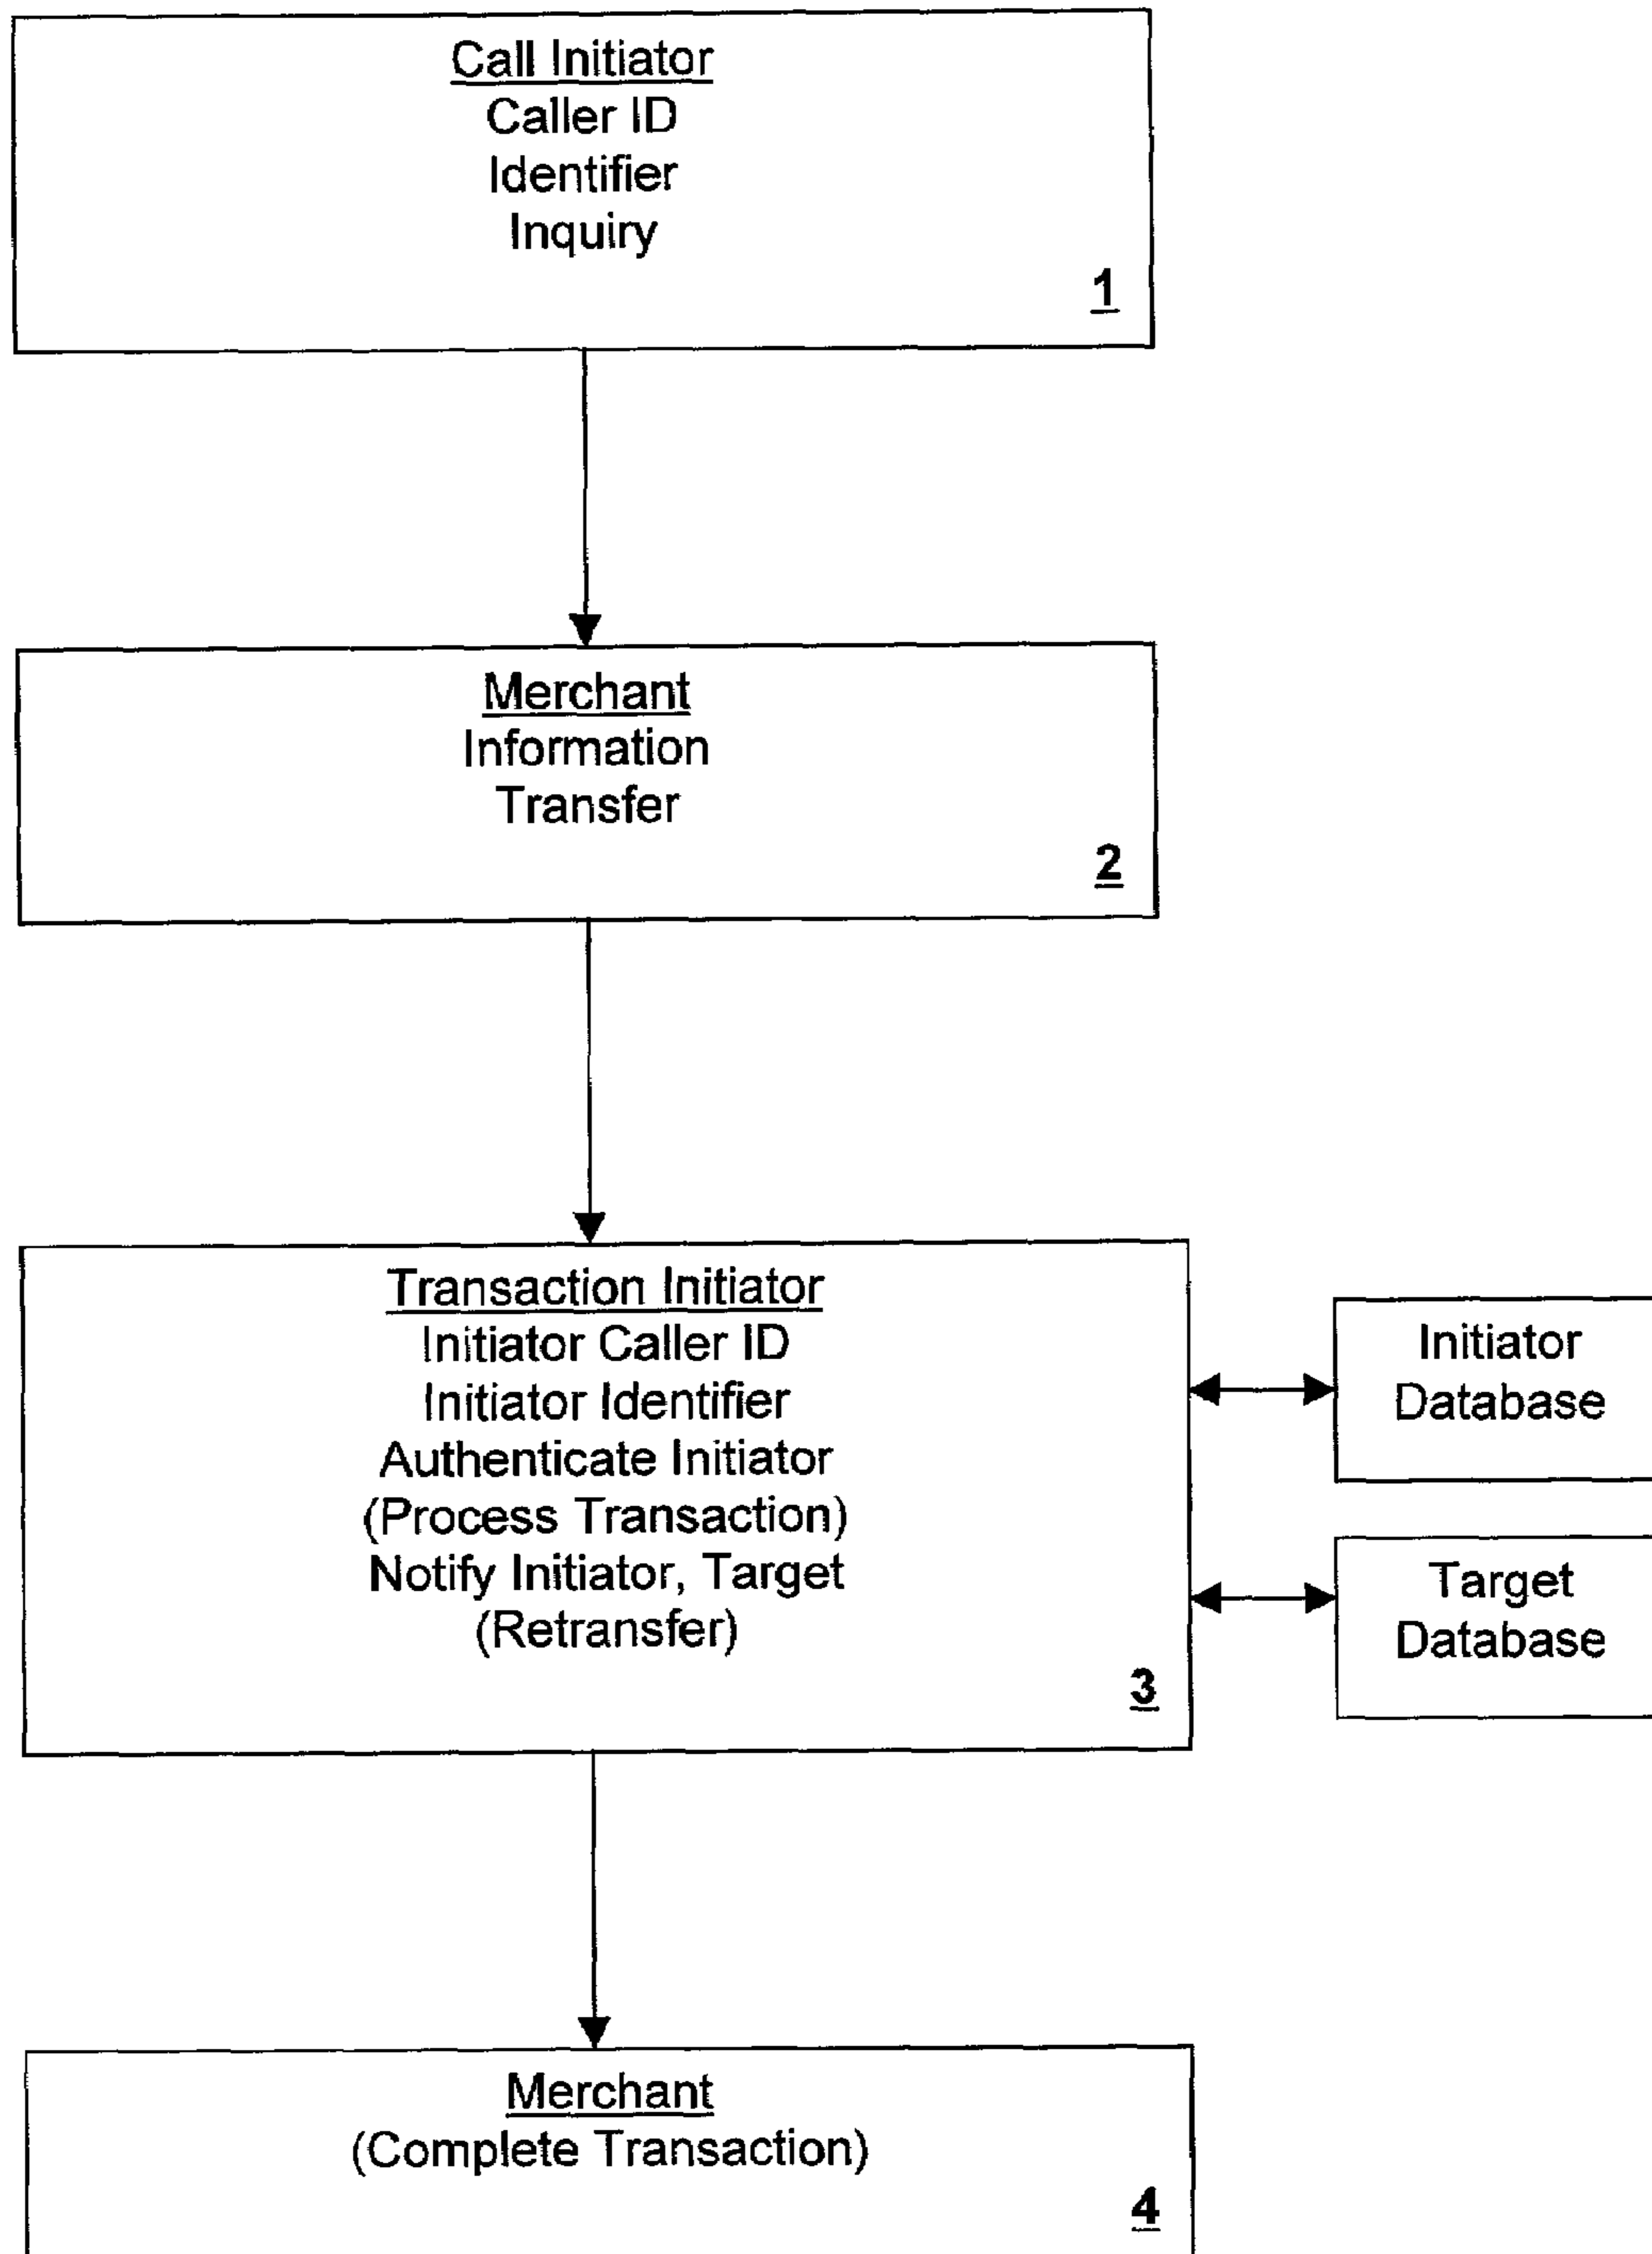 Call Initiator
Caller ID
Identifier
Inquiry
1
Merchant
Information
Transfer
2
Transaction Initiator
Initiator Caller ID
Initiator Identifier
Authenticate Initiator
(Process Transaction)
Notify Initiator, Target
(Retransfer)
3
Initiator
Database
Target
Database
Merchant
(Complete Transaction)
4